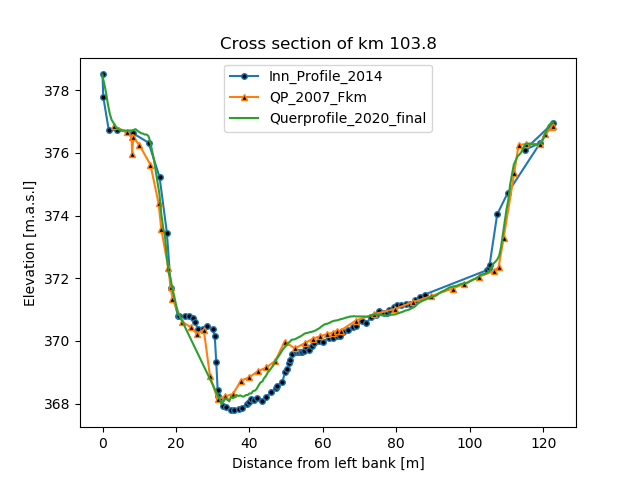 Cross section of km 103.8
Inn_Profile_2014
QP_2007_Fkm
Querprofile_2020_final
Elevation [m.a.s.l]
378
376
374
372
370
368
0 20 40 60 80 100 120
Distance from left bank [m]